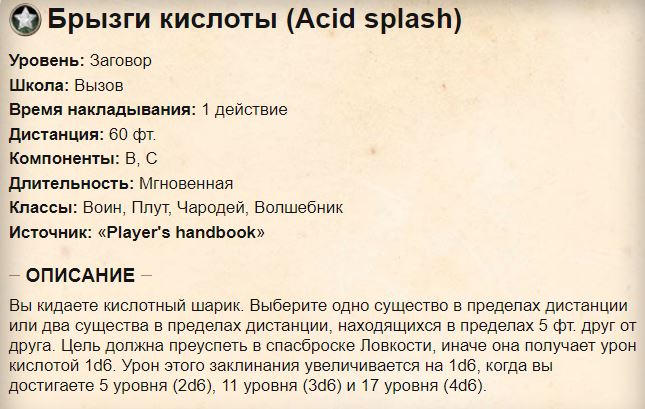 Брызги кислоты (Acid splash)
Уровень: Заговор
Школа: Вызов
Время накладывания: 1 действие
Дистанция: 60 фт.
Компоненты: В, С
Длительность: Мгновенная
Классы: Воин, Плут, Чародей, Волшебник
Источник: «Player's handbook»
– ОПИСАНИЕ –
Вы кидаете кислотный шарик. Выберите одно существо в пределах дистанции
или два существа в пределах дистанции, находящихся в пределах 5 фт. друг от
друга. Цель должна преуспеть в спасброске Ловкости, иначе она получает урон
кислотой 1d6. Урон этого заклинания увеличивается на 1d6, когда вы
достигаете 5 уровня (2d6), 11 уровня (3d6) и 17 уровня (4d6).